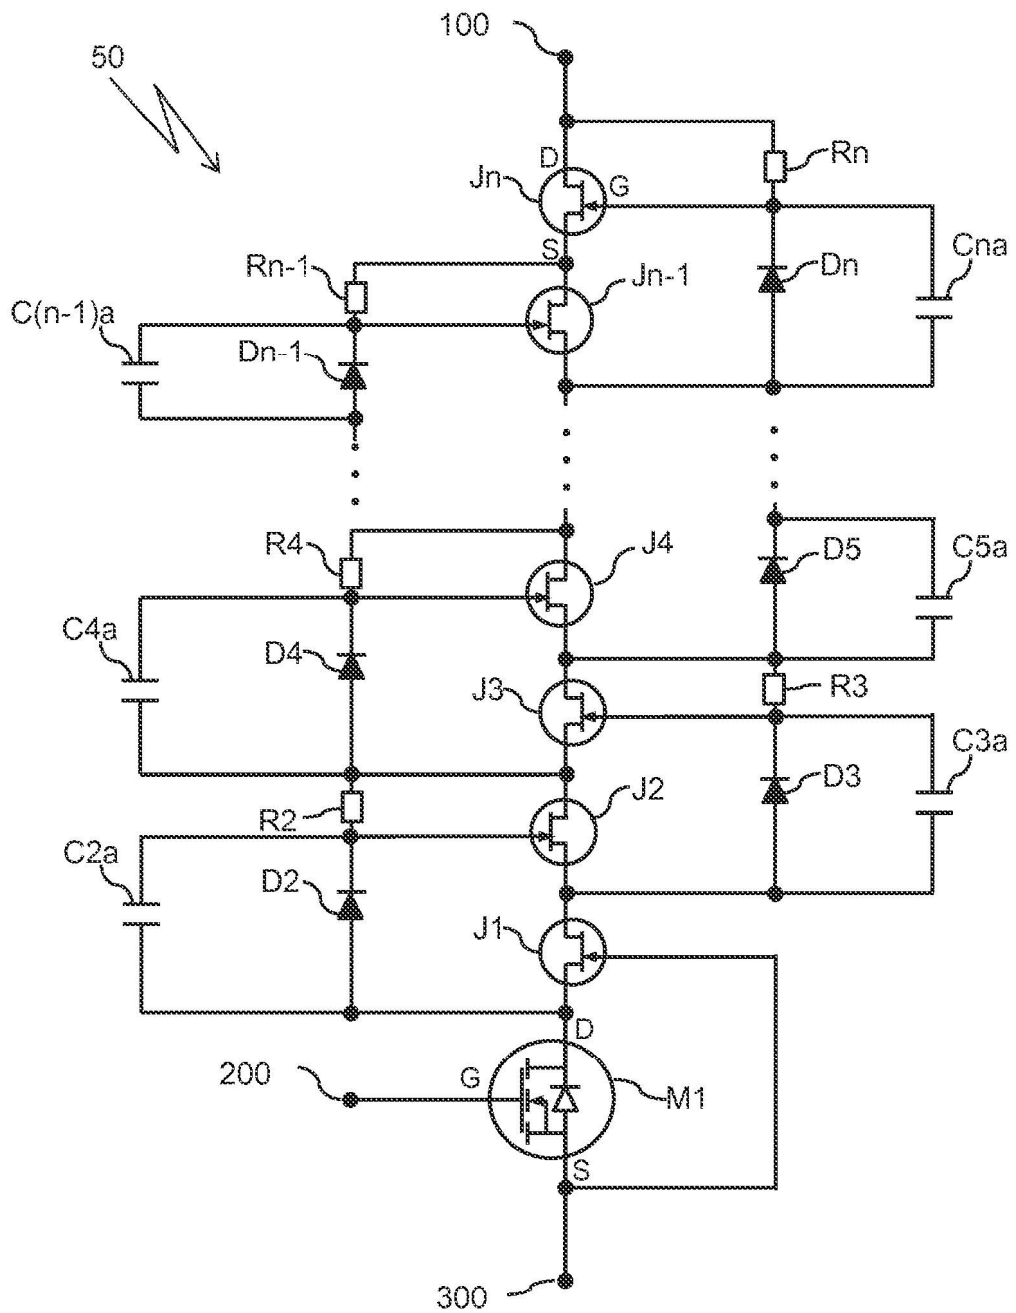 100
50
Rn
D
Jn
G
S
Cna
Rn-1
Dn
Jn-1
C(n-1)a
Dn-1
R4
J4
D5
C5a
C4a
D4
J3
R3
C3a
J2
D3
R2
C2a
D2
J1
D
200
G
M1
S
300